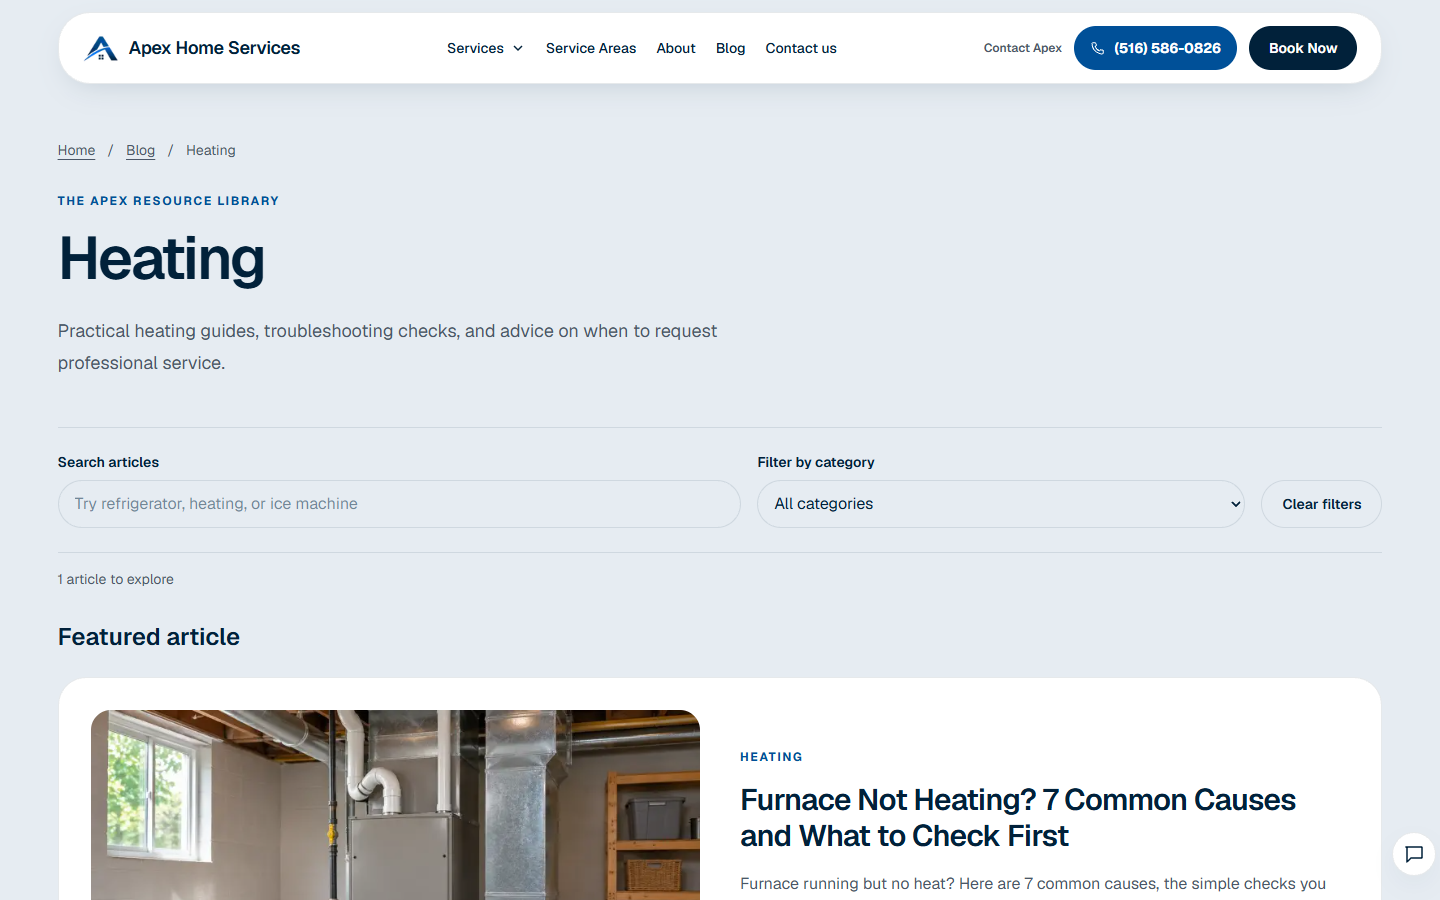 Apex Home Services
Services
Service Areas
About
Blog
Contact us
Contact Apex
(516) 586-0826
Book Now
Home / Blog / Heating
THE APEX RESOURCE LIBRARY
Heating
Practical heating guides, troubleshooting checks, and advice on when to request
professional service.
Search articles
Try refrigerator, heating, or ice machine
Filter by category
All categories
Clear filters
1 article to explore
Featured article
HEATING
Furnace Not Heating? 7 Common Causes
and What to Check First
Furnace running but no heat? Here are 7 common causes, the simple checks you